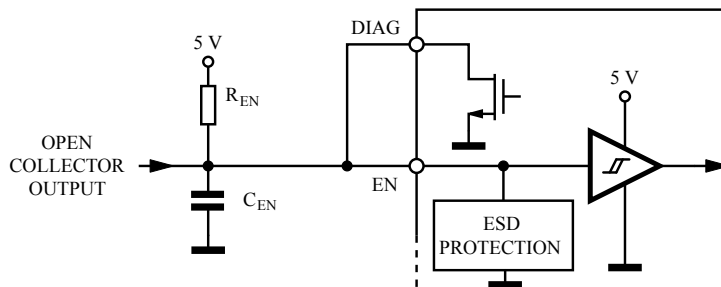 DIAG
5 V
R_EN
5 V
OPEN
COLLECTOR
OUTPUT
EN
C_EN
ESD
PROTECTION